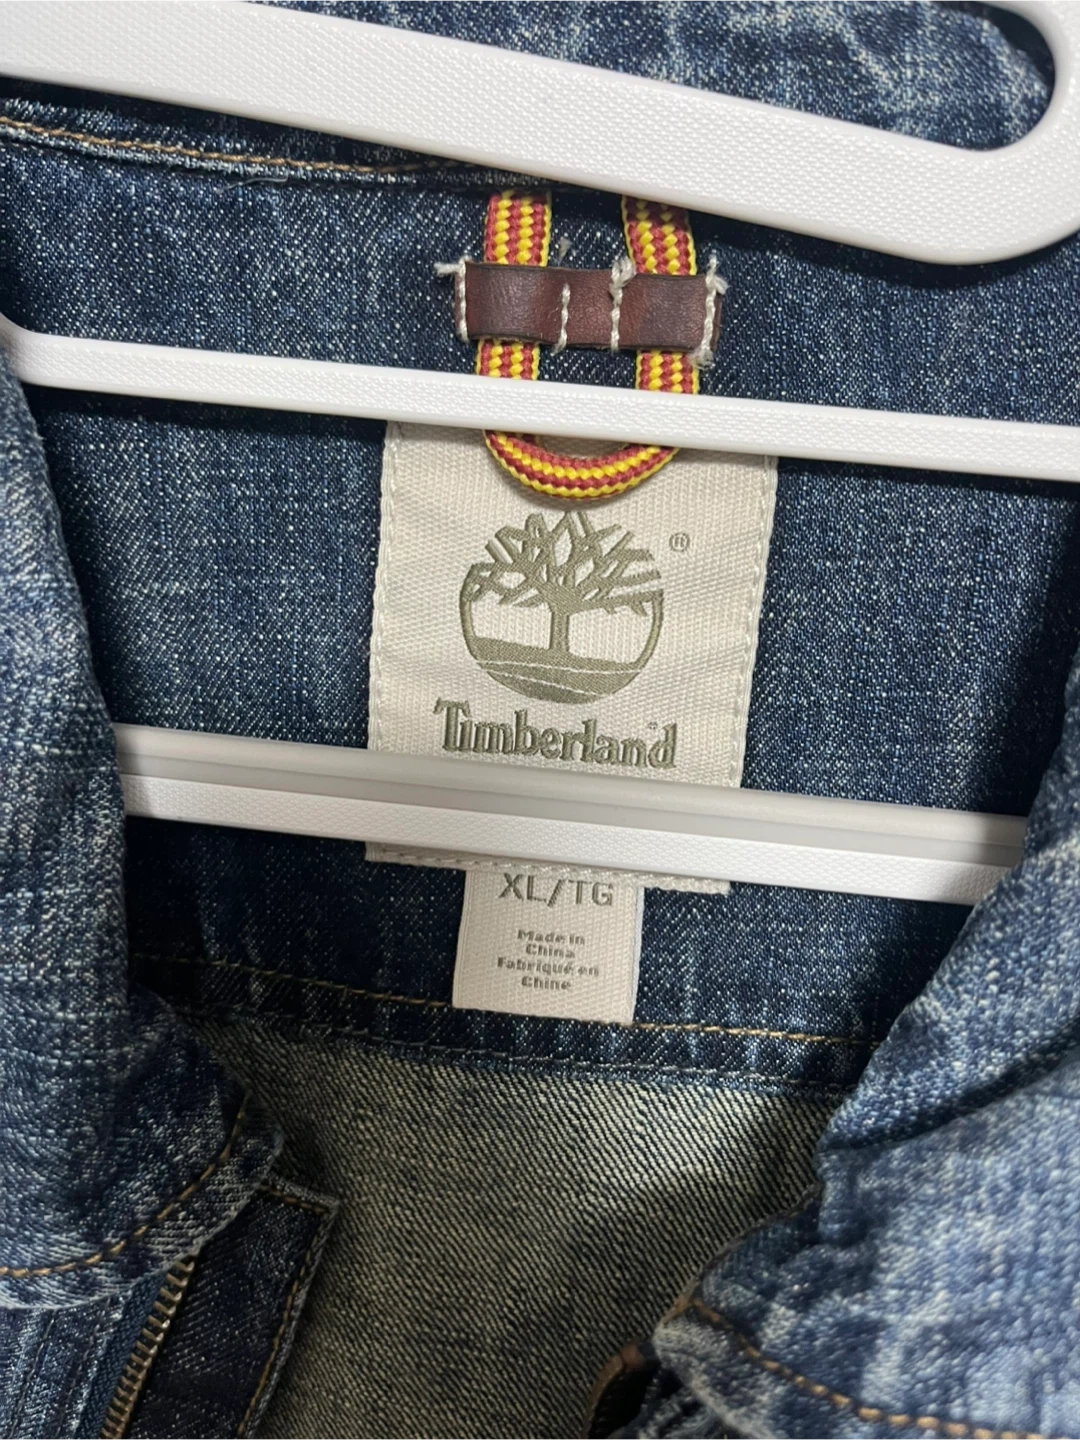 ®
Timberland
XL/TG
Made in
China
Fabriqué en
Chine